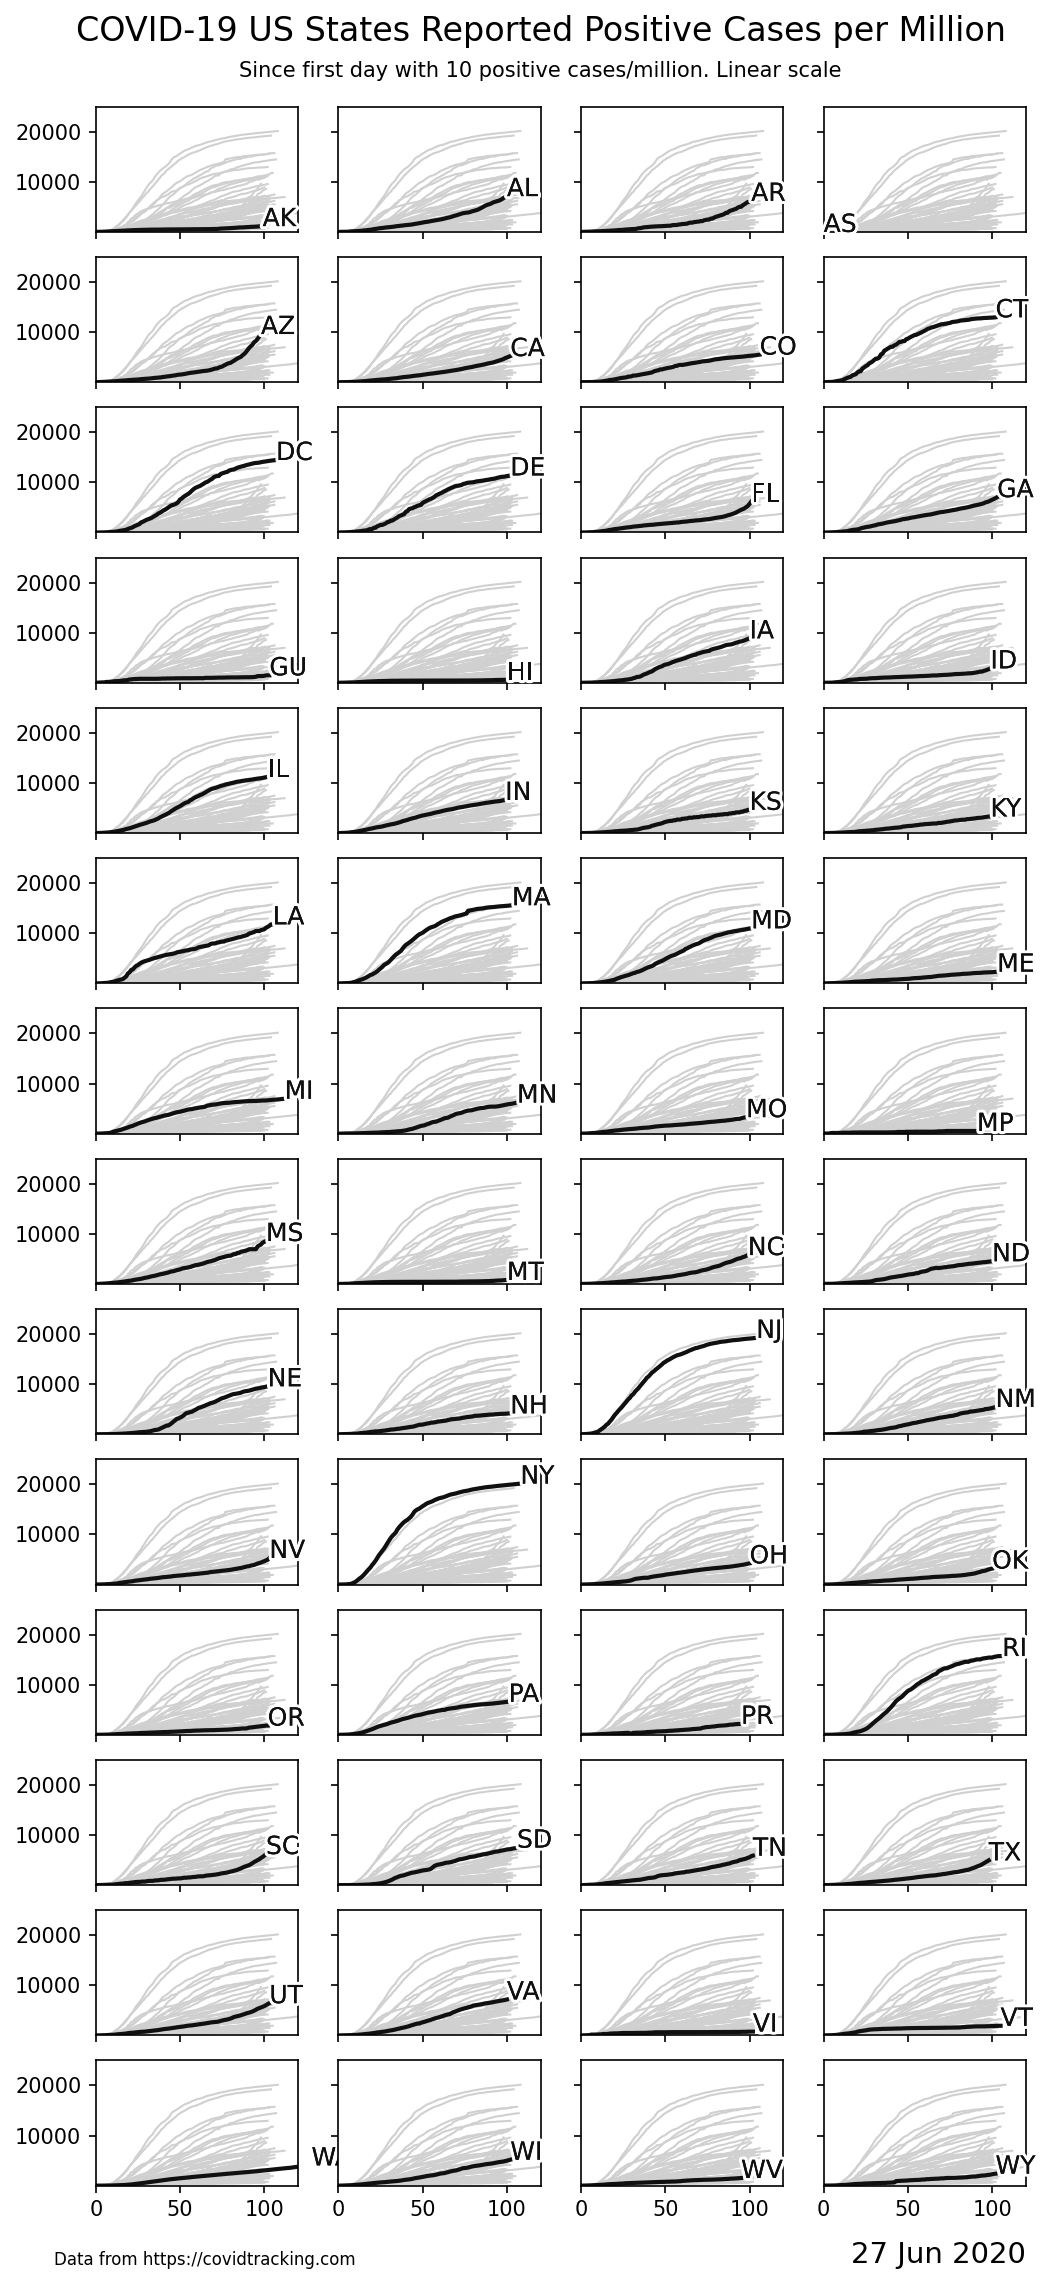 COVID-19 US States Reported Positive Cases per Million
Since first day with 10 positive cases/million. Linear scale
20000
10000
AK
AL
AR
AS
20000
10000
AZ
CA
CO
CT
20000
10000
DC
DE
FL
GA
20000
10000
GU
HI
IA
ID
20000
10000
IL
IN
KS
KY
20000
10000
LA
MA
MD
ME
20000
10000
MI
MN
MO
MP
20000
10000
MS
MT
NC
ND
20000
10000
NE
NH
NJ
NM
20000
10000
NV
NY
OH
OK
20000
10000
OR
PA
PR
RI
20000
10000
SC
SD
TN
TX
20000
10000
UT
VA
VI
VT
20000
10000
WA
WI
WV
WY
0 50 100
0 50 100
0 50 100
0 50 100
Data from https://covidtracking.com
27 Jun 2020